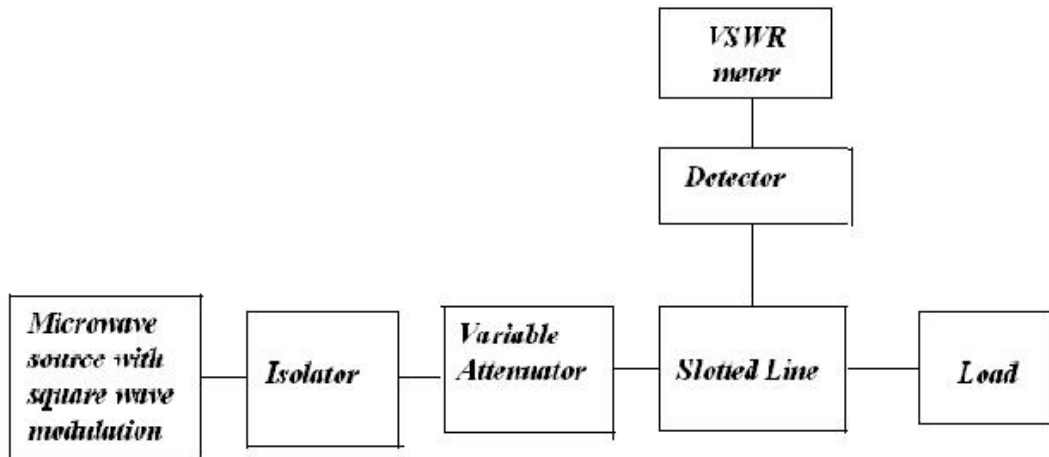 VSWR
meter
Detector
Microwave
source with
square wave
modulation
Isolator
Variable
Attenuator
Slotted Line
Load